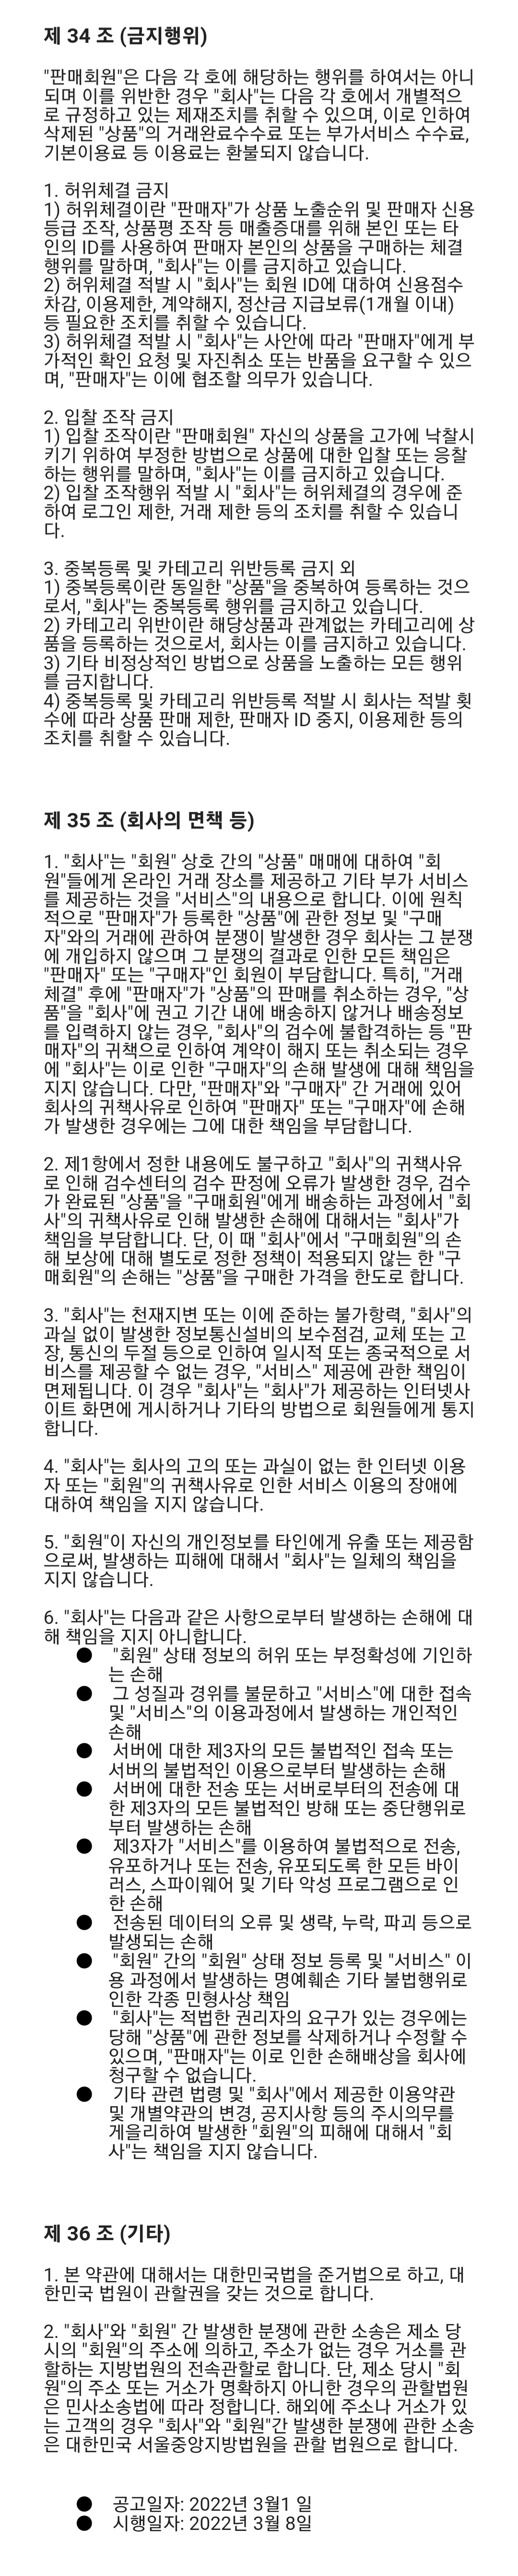 제 34 조 (금지행위)
"판매회원"은 다음 각 호에 해당하는 행위를 하여서는 아니
되며 이를 위반한 경우 "회사"는 다음 각 호에서 개별적으
로 규정하고 있는 제재조치를 취할 수 있으며, 이로 인하여
삭제된 "상품"의 거래완료수수료 또는 부가서비스 수수료,
기본이용료 등 이용료는 환불되지 않습니다.
1. 허위체결 금지
1) 허위체결이란 "판매자"가 상품 노출순위 및 판매자 신용
등급 조작, 상품평 조작 등 매출증대를 위해 본인 또는 타
인의 ID를 사용하여 판매자 본인의 상품을 구매하는 체결
행위를 말하며, "회사"는 이를 금지하고 있습니다.
2) 허위체결 적발 시 "회사"는 회원 ID에 대하여 신용점수
차감, 이용제한, 계약해지, 정산금 지급보류(1개월 이내)
등 필요한 조치를 취할 수 있습니다.
3) 허위체결 적발 시 "회사"는 사안에 따라 "판매자"에게 부
가적인 확인 요청 및 자진취소 또는 반품을 요구할 수 있으
며, "판매자"는 이에 협조할 의무가 있습니다.
2. 입찰 조작 금지
1) 입찰 조작이란 "판매회원" 자신의 상품을 고가에 낙찰시
키기 위하여 부정한 방법으로 상품에 대한 입찰 또는 응찰
하는 행위를 말하며, "회사"는 이를 금지하고 있습니다.
2) 입찰 조작행위 적발 시 "회사"는 허위체결의 경우에 준
하여 로그인 제한, 거래 제한 등의 조치를 취할 수 있습니
다.
3. 중복등록 및 카테고리 위반등록 금지 외
1) 중복등록이란 동일한 "상품"을 중복하여 등록하는 것으
로서, "회사"는 중복등록 행위를 금지하고 있습니다.
2) 카테고리 위반이란 해당상품과 관계없는 카테고리에 상
품을 등록하는 것으로서, 회사는 이를 금지하고 있습니다.
3) 기타 비정상적인 방법으로 상품을 노출하는 모든 행위
를 금지합니다.
4) 중복등록 및 카테고리 위반등록 적발 시 회사는 적발 횟
수에 따라 상품 판매 제한, 판매자 ID 중지, 이용제한 등의
조치를 취할 수 있습니다.
제 35 조 (회사의 면책 등)
1. "회사"는 "회원" 상호 간의 "상품" 매매에 대하여 "회
원"들에게 온라인 거래 장소를 제공하고 기타 부가 서비스
를 제공하는 것을 "서비스"의 내용으로 합니다. 이에 원칙
적으로 "판매자"가 등록한 "상품"에 관한 정보 및 "구매
자"와의 거래에 관하여 분쟁이 발생한 경우 회사는 그 분쟁
에 개입하지 않으며 그 분쟁의 결과로 인한 모든 책임은
"판매자" 또는 "구매자"인 회원이 부담합니다. 특히, "거래
체결" 후에 "판매자"가 "상품"의 판매를 취소하는 경우, "상
품"을 "회사"에 권고 기간 내에 배송하지 않거나 배송정보
를 입력하지 않는 경우, "회사"의 검수에 불합격하는 등 "판
매자"의 귀책으로 인하여 계약이 해지 또는 취소되는 경우
에 "회사"는 이로 인한 "구매자"의 손해 발생에 대해 책임을
지지 않습니다. 다만, "판매자"와 "구매자" 간 거래에 있어
회사의 귀책사유로 인하여 "판매자" 또는 "구매자"에 손해
가 발생한 경우에는 그에 대한 책임을 부담합니다.
2. 제1항에서 정한 내용에도 불구하고 "회사"의 귀책사유
로 인해 검수센터의 검수 판정에 오류가 발생한 경우, 검수
가 완료된 "상품"을 "구매회원"에게 배송하는 과정에서 "회
사"의 귀책사유로 인해 발생한 손해에 대해서는 "회사"가
책임을 부담합니다. 단, 이 때 "회사"에서 "구매회원"의 손
해 보상에 대해 별도로 정한 정책이 적용되지 않는 한 "구
매회원"의 손해는 "상품"을 구매한 가격을 한도로 합니다.
3. "회사"는 천재지변 또는 이에 준하는 불가항력, "회사"의
과실 없이 발생한 정보통신설비의 보수점검, 교체 또는 고
장, 통신의 두절 등으로 인하여 일시적 또는 종국적으로 서
비스를 제공할 수 없는 경우, "서비스" 제공에 관한 책임이
면제됩니다. 이 경우 "회사"는 "회사"가 제공하는 인터넷사
이트 화면에 게시하거나 기타의 방법으로 회원들에게 통지
합니다.
4. "회사"는 회사의 고의 또는 과실이 없는 한 인터넷 이용
자 또는 "회원"의 귀책사유로 인한 서비스 이용의 장애에
대하여 책임을 지지 않습니다.
5. "회원"이 자신의 개인정보를 타인에게 유출 또는 제공함
으로써, 발생하는 피해에 대해서 "회사"는 일체의 책임을
지지 않습니다.
6. "회사"는 다음과 같은 사항으로부터 발생하는 손해에 대
해 책임을 지지 아니합니다.
● "회원" 상태 정보의 허위 또는 부정확성에 기인하
는 손해
● 그 성질과 경위를 불문하고 "서비스"에 대한 접속
및 "서비스"의 이용과정에서 발생하는 개인적인
손해
● 서버에 대한 제3자의 모든 불법적인 접속 또는
서버의 불법적인 이용으로부터 발생하는 손해
● 서버에 대한 전송 또는 서버로부터의 전송에 대
한 제3자의 모든 불법적인 방해 또는 중단행위로
부터 발생하는 손해
● 제3자가 "서비스"를 이용하여 불법적으로 전송,
유포하거나 또는 전송, 유포되도록 한 모든 바이
러스, 스파이웨어 및 기타 악성 프로그램으로 인
한 손해
● 전송된 데이터의 오류 및 생략, 누락, 파괴 등으로
발생되는 손해
● "회원" 간의 "회원" 상태 정보 등록 및 "서비스" 이
용 과정에서 발생하는 명예훼손 기타 불법행위로
인한 각종 민형사상 책임
● "회사"는 적법한 권리자의 요구가 있는 경우에는
당해 "상품"에 관한 정보를 삭제하거나 수정할 수
있으며, "판매자"는 이로 인한 손해배상을 회사에
청구할 수 없습니다.
● 기타 관련 법령 및 "회사"에서 제공한 이용약관
및 개별약관의 변경, 공지사항 등의 주시의무를
게을리하여 발생한 "회원"의 피해에 대해서 "회
사"는 책임을 지지 않습니다.
제 36 조 (기타)
1. 본 약관에 대해서는 대한민국법을 준거법으로 하고, 대
한민국 법원이 관할권을 갖는 것으로 합니다.
2. "회사"와 "회원" 간 발생한 분쟁에 관한 소송은 제소 당
시의 "회원"의 주소에 의하고, 주소가 없는 경우 거소를 관
할하는 지방법원의 전속관할로 합니다. 단, 제소 당시 "회
원"의 주소 또는 거소가 명확하지 아니한 경우의 관할법원
은 민사소송법에 따라 정합니다. 해외에 주소나 거소가 있
는 고객의 경우 "회사"와 "회원"간 발생한 분쟁에 관한 소송
은 대한민국 서울중앙지방법원을 관할 법원으로 합니다.
● 공고일자: 2022년 3월1 일
● 시행일자: 2022년 3월 8일